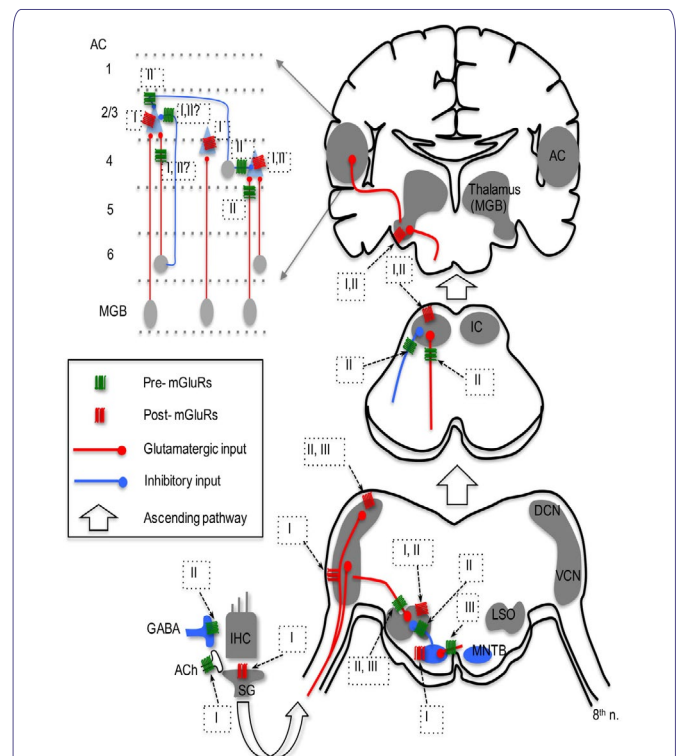 AC
1
II
2/3
I
I,II?
I
II
I,II
4
I, II?
II
5
6
MGB
AC
Thalamus
(MGB)
I,II
I,II
IC
II
II
Pre- mGluRs
Post- mGluRs
Glutamatergic input
Inhibitory input
Ascending pathway
II, III
I
DCN
VCN
I, II
II
III
LSO
MNTB
II, III
I
II
GABA
IHC
ACh
I
SG
I
8th n.